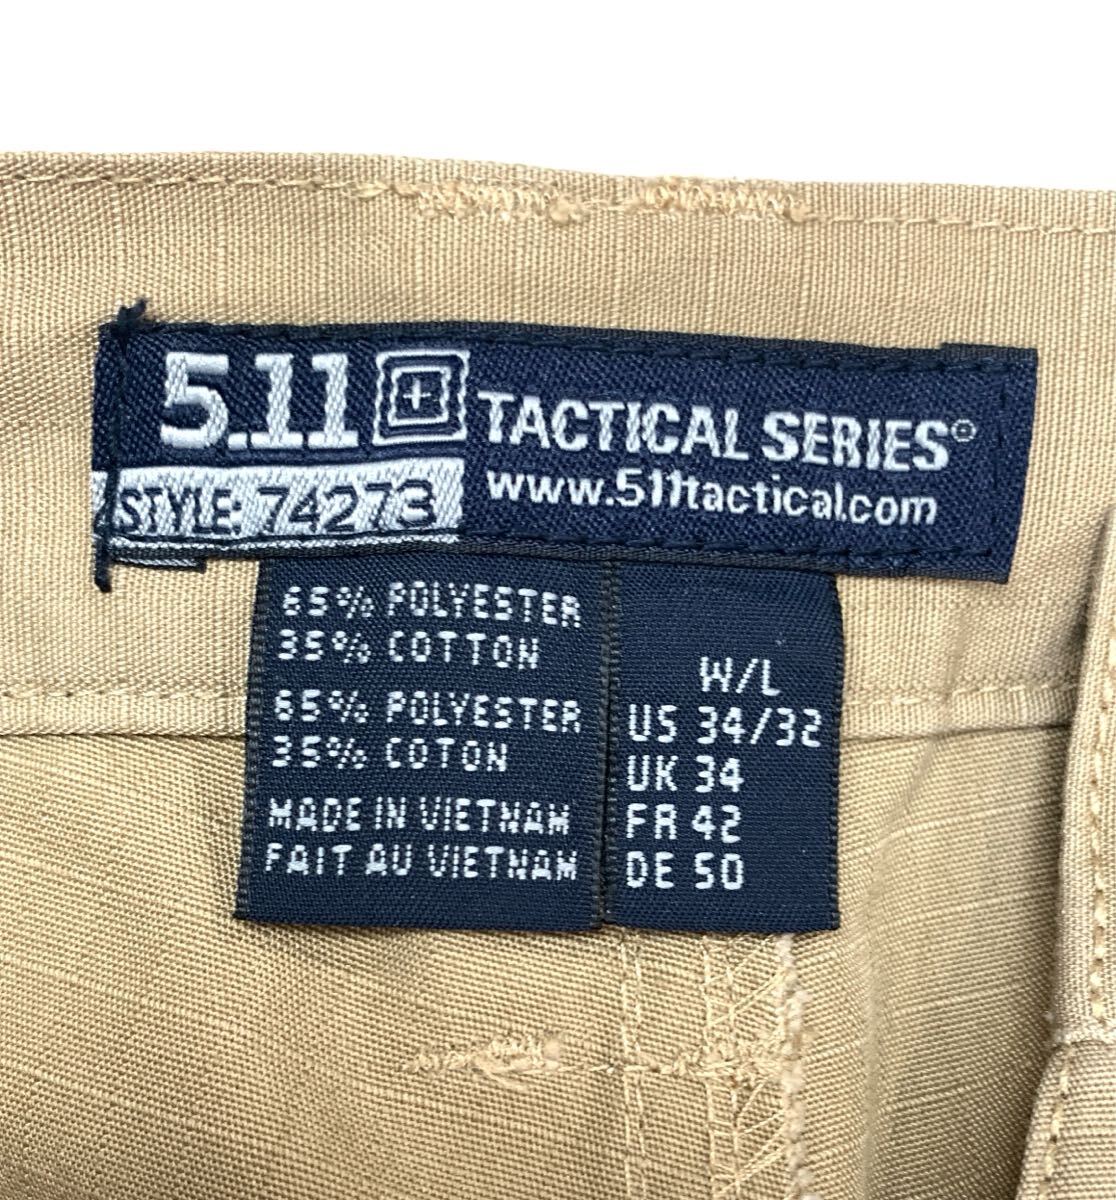 5.11 TACTICAL SERIES®
www.511tactical.com
STYLE: 74273
65% POLYESTER
35% COTTON
65% POLYESTER
35% COTON
MADE IN VIETNAM
FAIT AU VIETNAM
W/L
US 34/32
UK 34
FR 42
DE 50